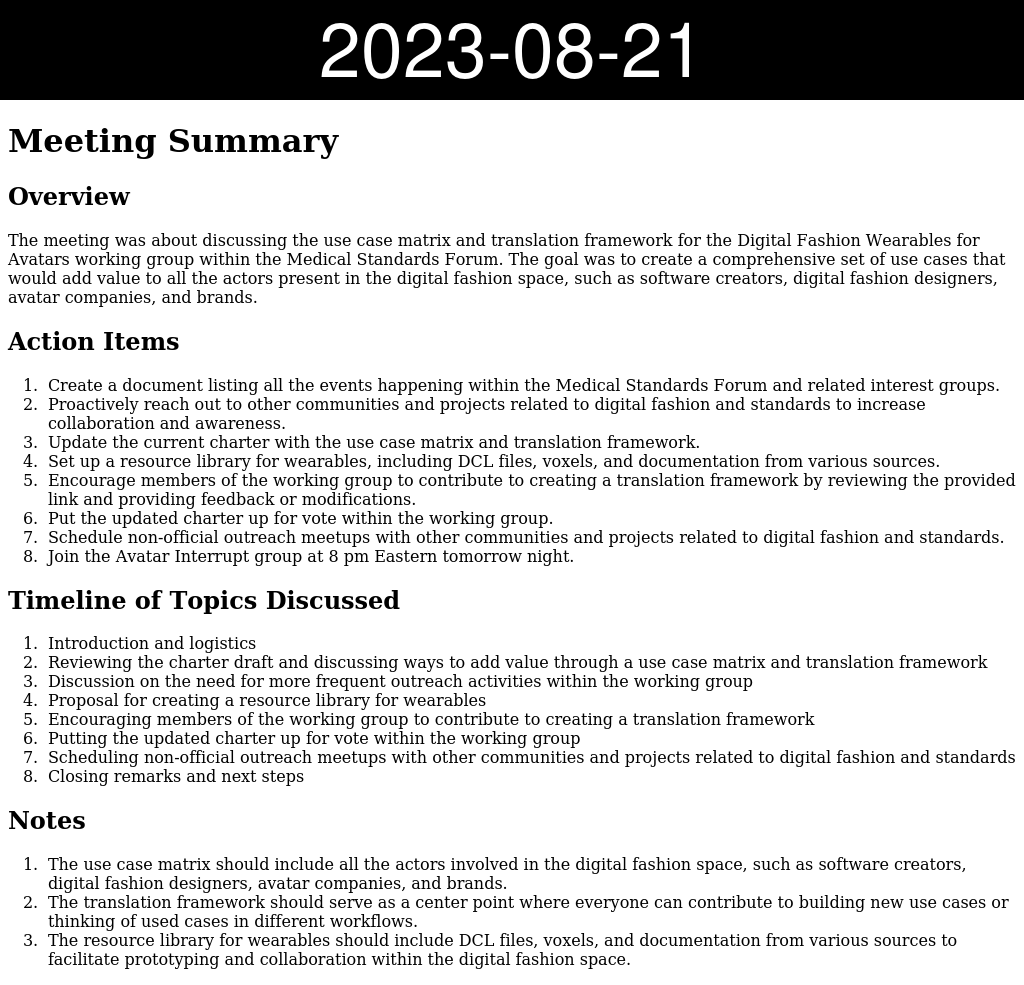 2023-08-21
Meeting Summary
Overview
The meeting was about discussing the use case matrix and translation framework for the Digital Fashion Wearables for
Avatars working group within the Medical Standards Forum. The goal was to create a comprehensive set of use cases that
would add value to all the actors present in the digital fashion space, such as software creators, digital fashion designers,
avatar companies, and brands.
Action Items
1. Create a document listing all the events happening within the Medical Standards Forum and related interest groups.
2. Proactively reach out to other communities and projects related to digital fashion and standards to increase
collaboration and awareness.
3. Update the current charter with the use case matrix and translation framework.
4. Set up a resource library for wearables, including DCL files, voxels, and documentation from various sources.
5. Encourage members of the working group to contribute to creating a translation framework by reviewing the provided
link and providing feedback or modifications.
6. Put the updated charter up for vote within the working group.
7. Schedule non-official outreach meetups with other communities and projects related to digital fashion and standards.
8. Join the Avatar Interrupt group at 8 pm Eastern tomorrow night.
Timeline of Topics Discussed
1. Introduction and logistics
2. Reviewing the charter draft and discussing ways to add value through a use case matrix and translation framework
3. Discussion on the need for more frequent outreach activities within the working group
4. Proposal for creating a resource library for wearables
5. Encouraging members of the working group to contribute to creating a translation framework
6. Putting the updated charter up for vote within the working group
7. Scheduling non-official outreach meetups with other communities and projects related to digital fashion and standards
8. Closing remarks and next steps
Notes
1. The use case matrix should include all the actors involved in the digital fashion space, such as software creators,
digital fashion designers, avatar companies, and brands.
2. The translation framework should serve as a center point where everyone can contribute to building new use cases or
thinking of used cases in different workflows.
3. The resource library for wearables should include DCL files, voxels, and documentation from various sources to
facilitate prototyping and collaboration within the digital fashion space.